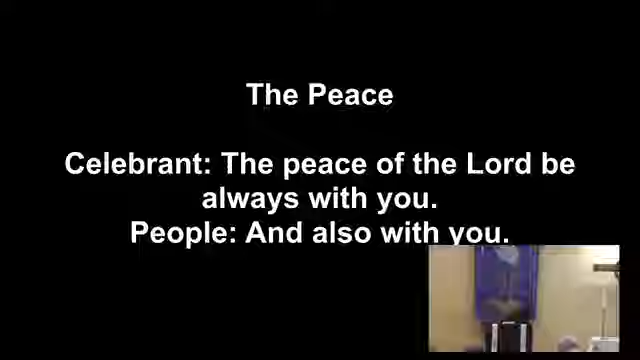 The Peace
Celebrant: The peace of the Lord be
always with you.
People: And also with you.